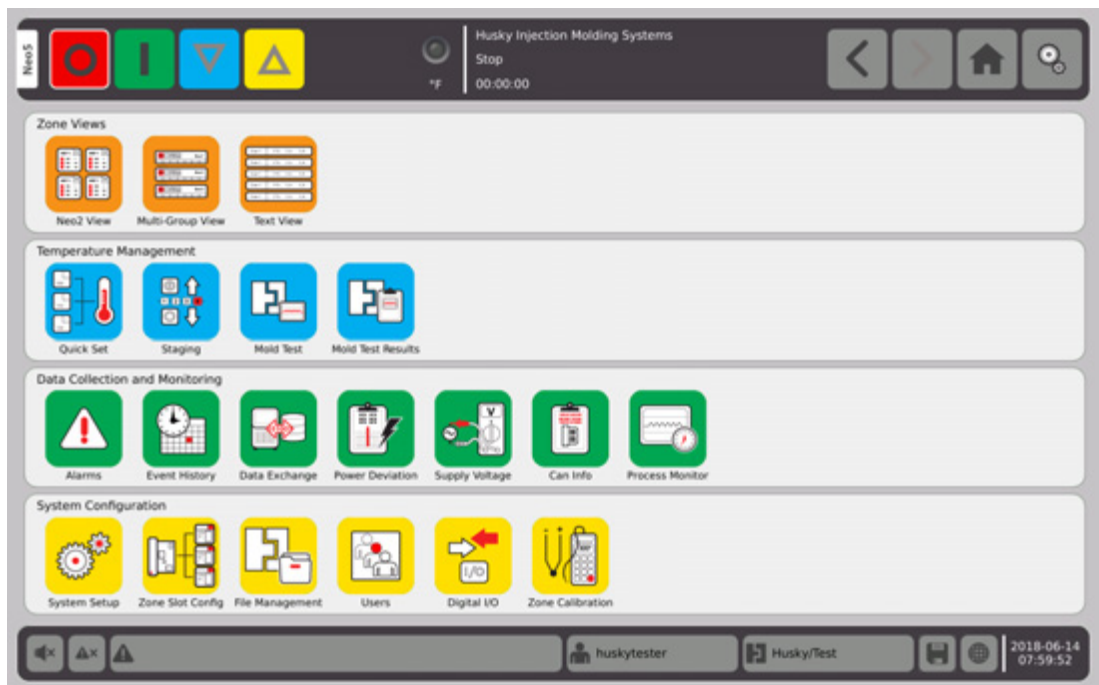 Neo5
Husky Injection Molding Systems
Stop
°F
00:00:00
Zone Views
Neo2 View
Multi-Group View
Text View
Temperature Management
Quick Set
Staging
Mold Test
Mold Test Results
Data Collection and Monitoring
V
Alarms
Event History
Data Exchange
Power Deviation
Supply Voltage
Can Info
Process Monitor
System Configuration
I/O
System Setup
Zone Slot Config
File Management
Users
Digital I/O
Zone Calibration
huskytester
Husky/Test
2018-06-14
07:59:52